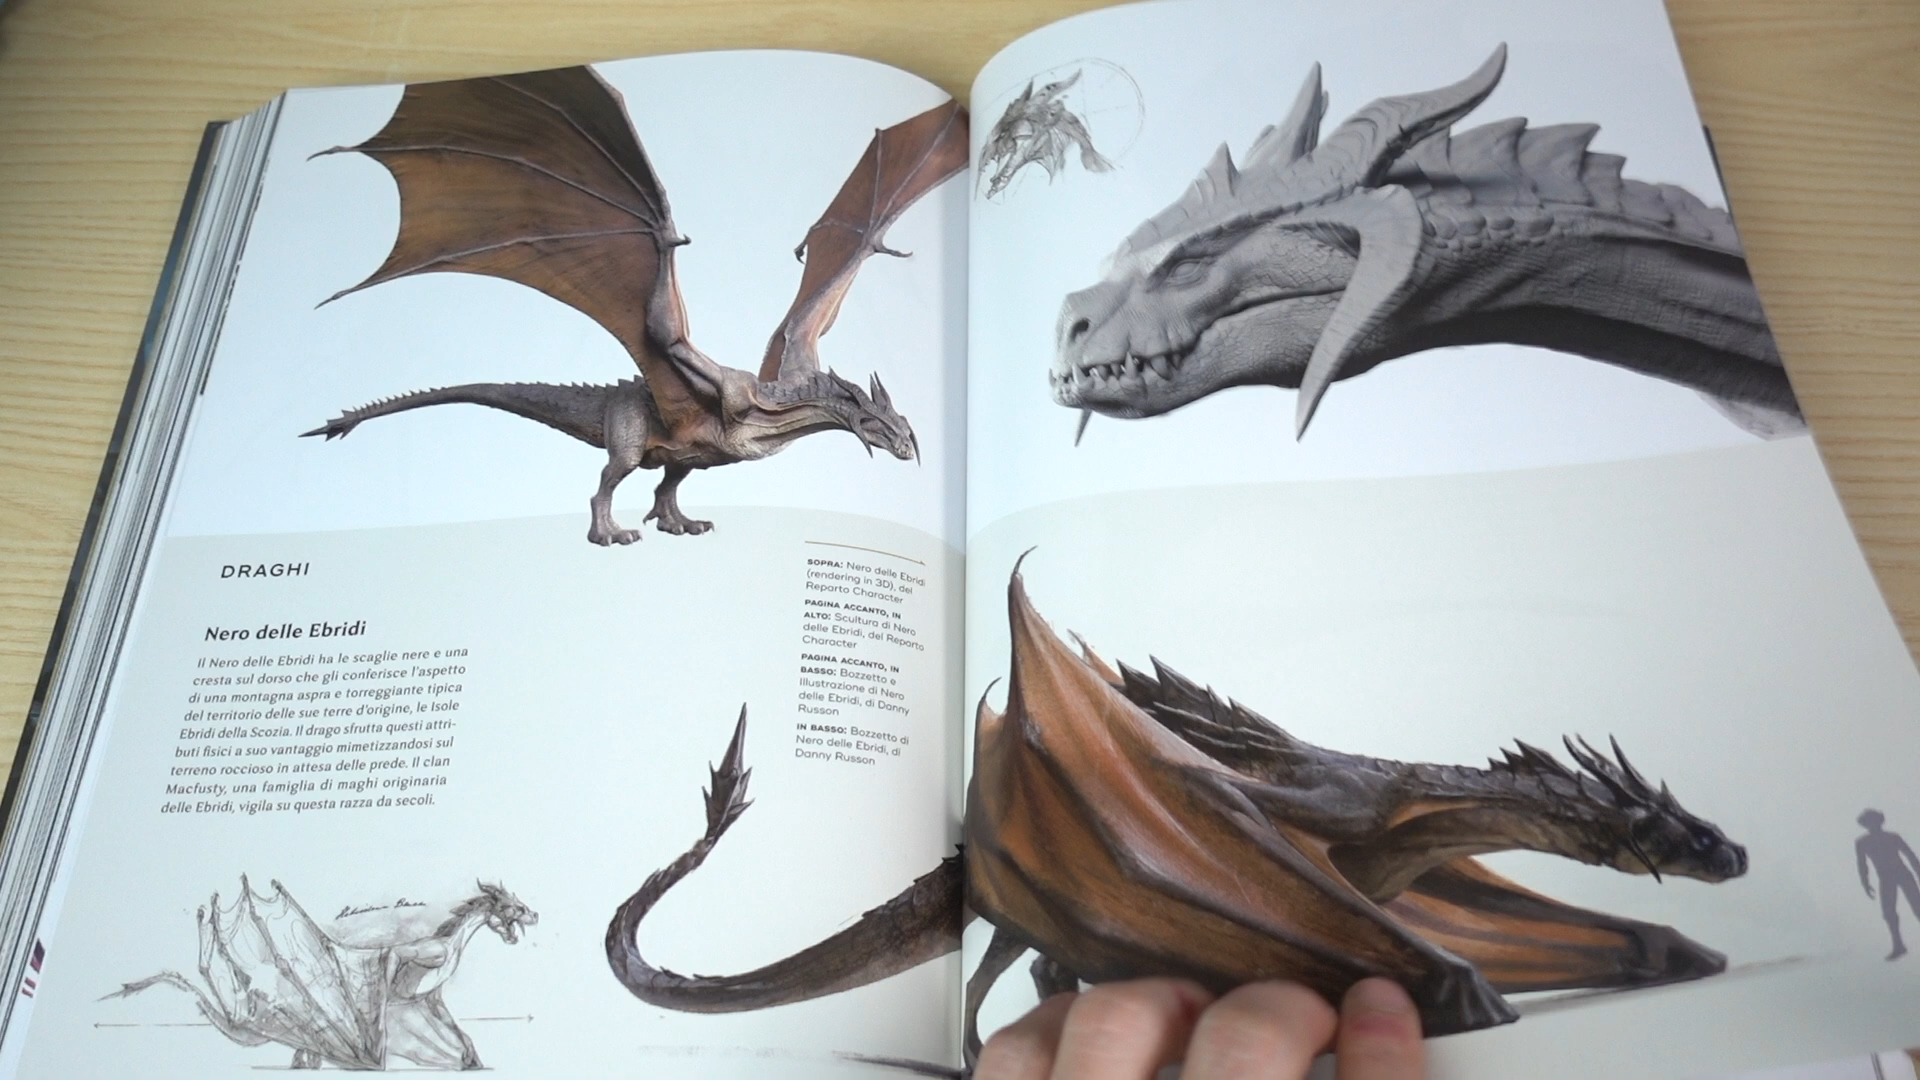 DRAGHI
Nero delle Ebridi
Il Nero delle Ebridi ha le scaglie nere e una
cresta sul dorso che gli conferisce l'aspetto
di una montagna aspra e torreggiante tipica
del territorio delle sue terre d'origine, le Isole
Ebridi della Scozia. Il drago sfrutta questi attri-
buti fisici a suo vantaggio mimetizzandosi sul
terreno roccioso in attesa delle prede. Il clan
Macfusty, una famiglia di maghi originaria
delle Ebridi, vigila su questa razza da secoli.
SOPRA: Nero delle Ebridi
(rendering in 3D), del
Reparto Character
PAGINA ACCANTO, IN
ALTO: Scultura di Nero
delle Ebridi, del Reparto
Character
PAGINA ACCANTO, IN
BASSO: Bozzetto e
Illustrazione di Nero
delle Ebridi, di Danny
Russon
IN BASSO: Bozzetto di
Nero delle Ebridi, di
Danny Russon